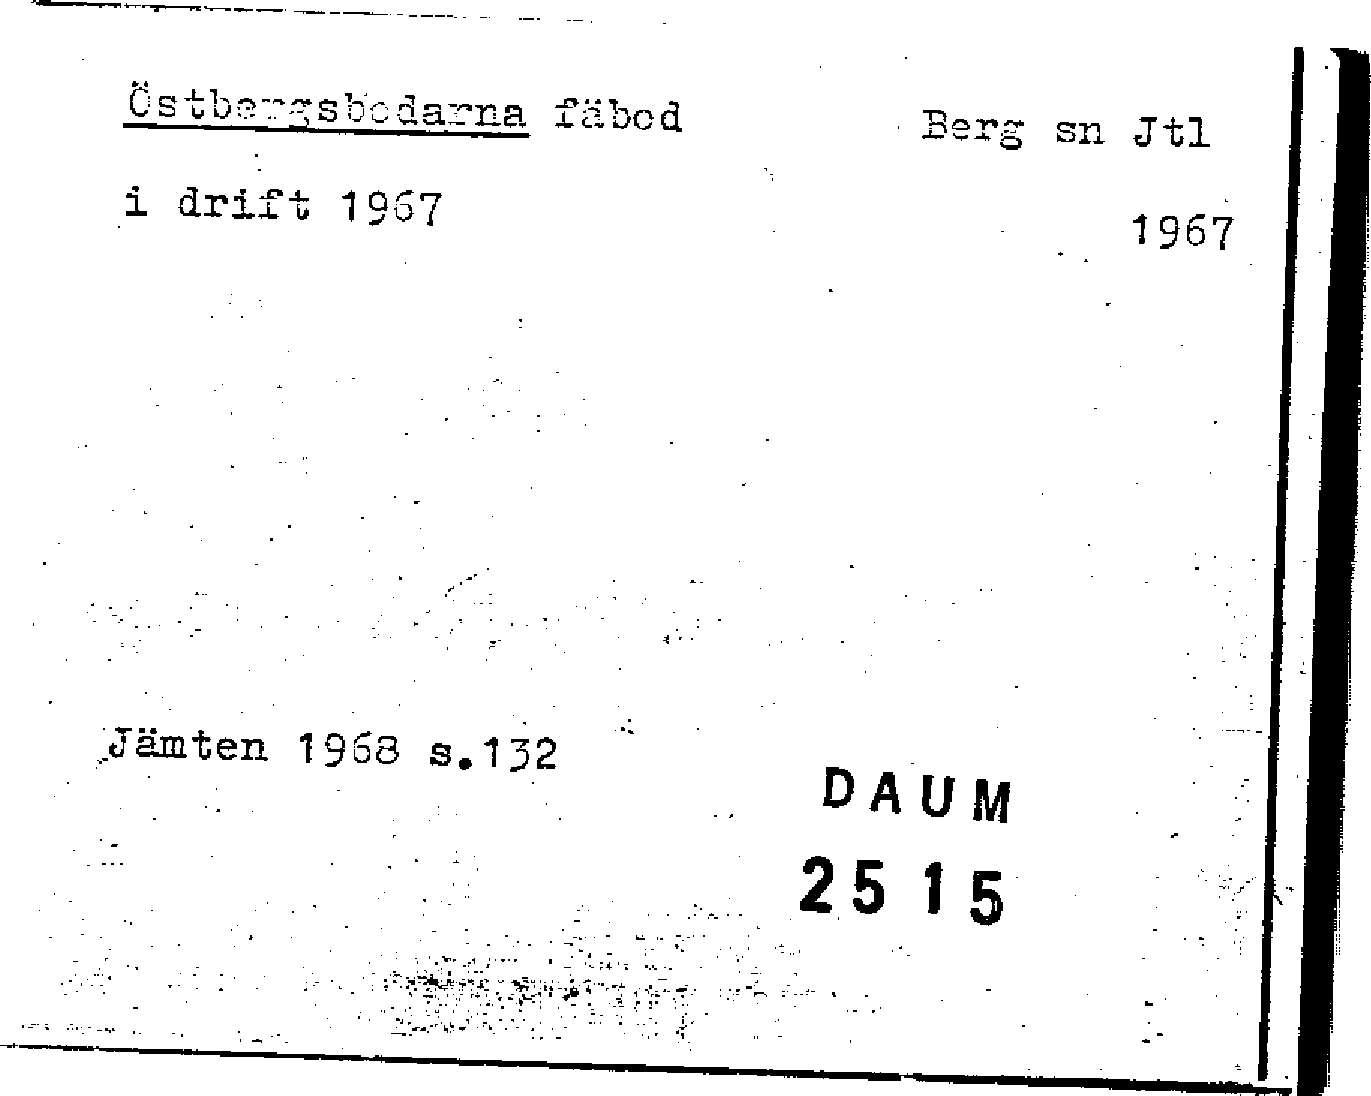 Östbergsbodarna fäbod
Berg sn Jtl
i drift 1967
1967
Jämten 1968 s.132
DAUM
2515